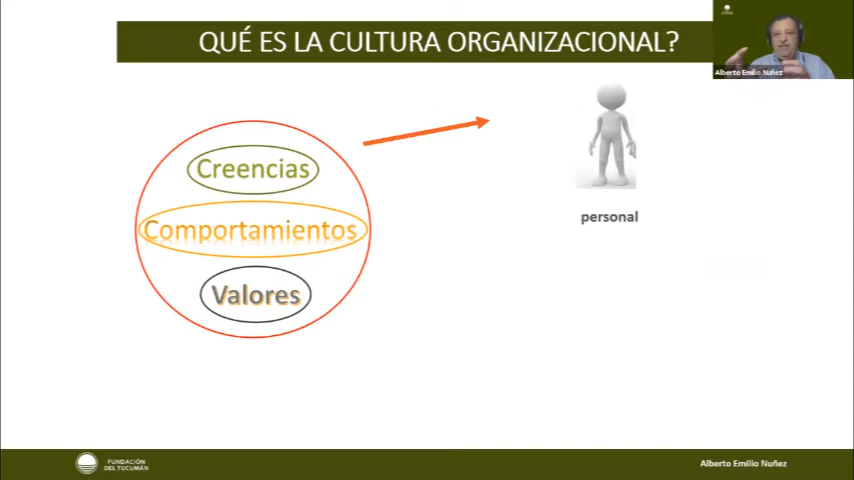 QUÉ ES LA CULTURA ORGANIZACIONAL?
Alberto Emilio Nuñez
Creencias
Comportamientos
Valores
personal
FUNDACIÓN
DEL TUCUMÁN
Alberto Emilio Nuñez